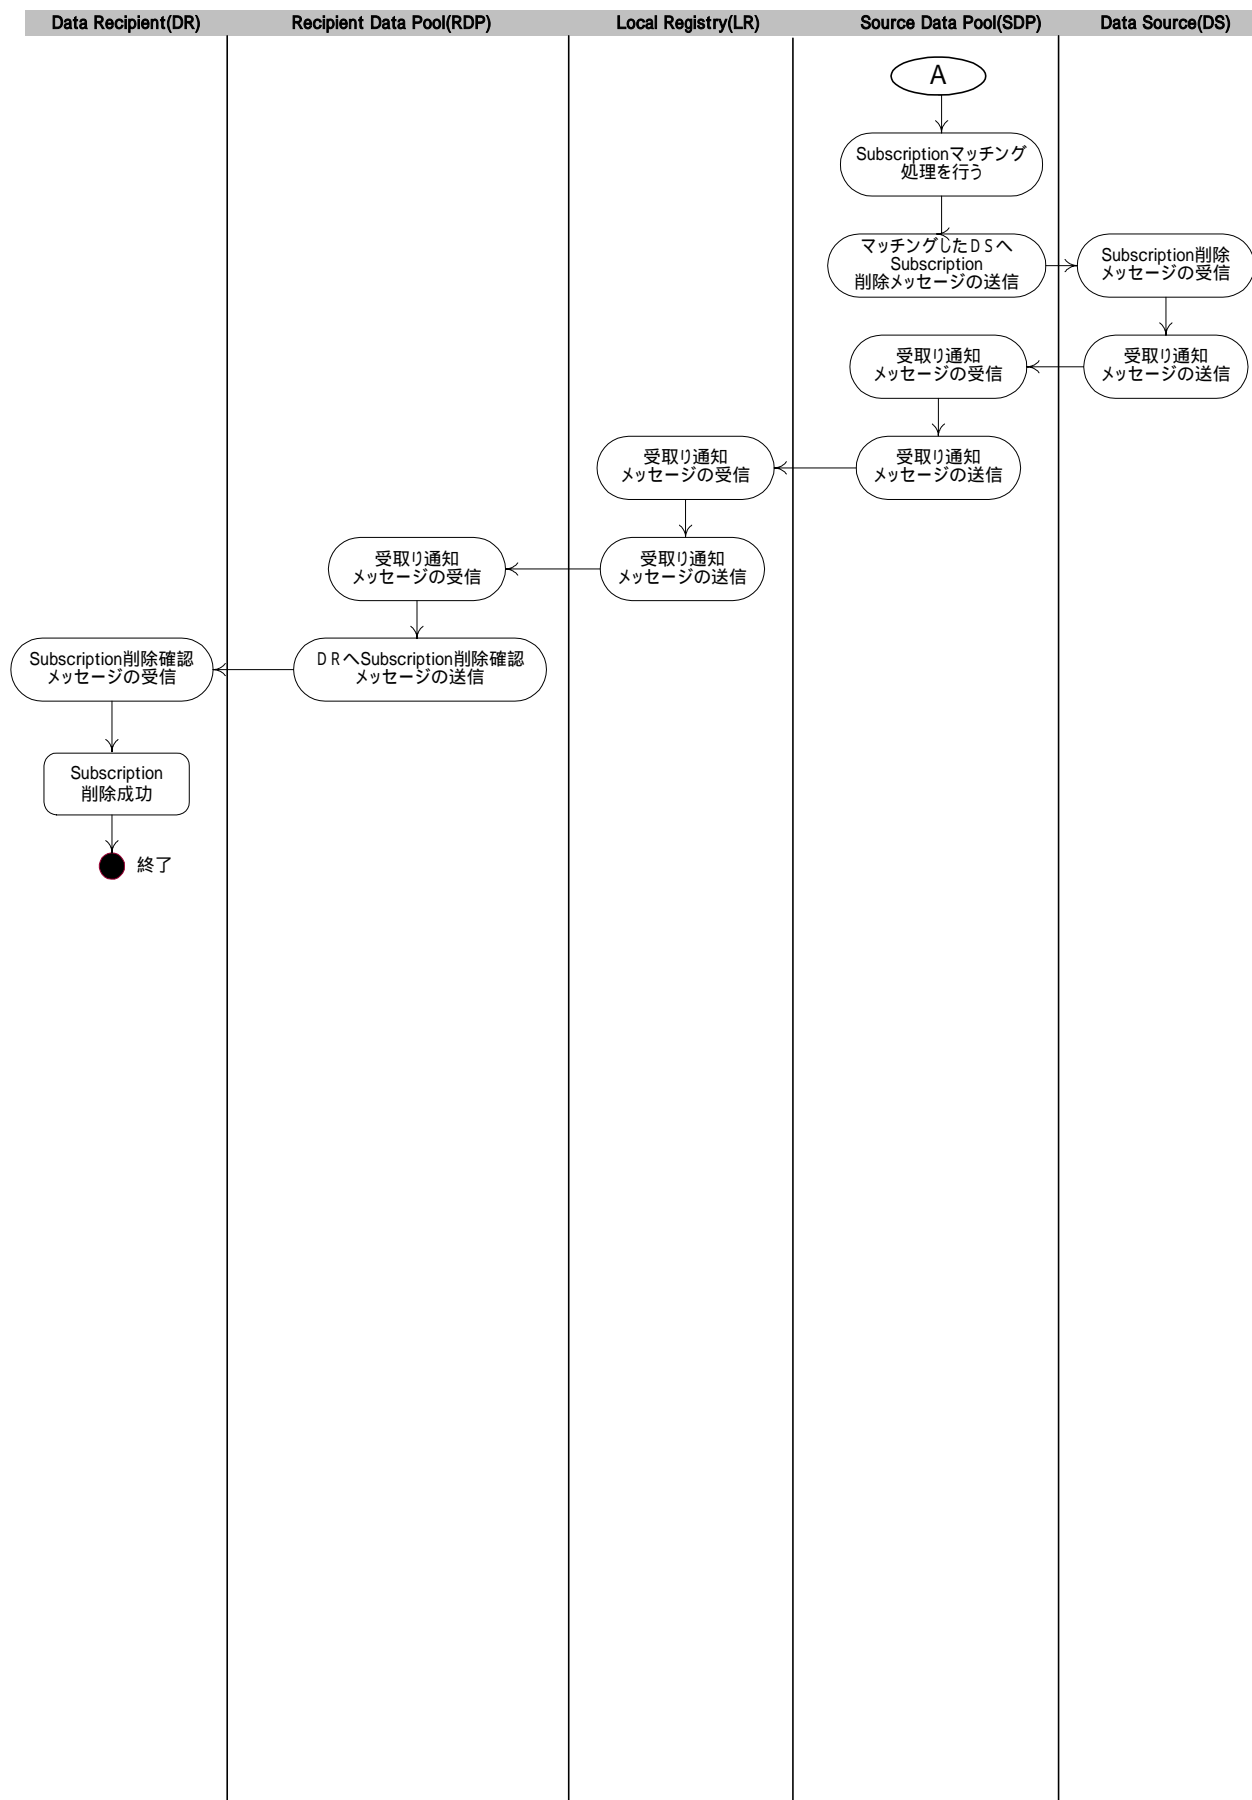 Data Recipient(DR)
Recipient Data Pool(RDP)
Local Registry(LR)
Source Data Pool(SDP)
Data Source(DS)
A
Subscriptionマッチング
処理を行う
マッチングしたＤＳへ
Subscription
削除メッセージの送信
Subscription削除
メッセージの受信
受取り通知
メッセージの送信
受取り通知
メッセージの受信
受取り通知
メッセージの送信
受取り通知
メッセージの受信
受取り通知
メッセージの送信
受取り通知
メッセージの受信
ＤＲへSubscription削除確認
メッセージの送信
Subscription削除確認
メッセージの受信
Subscription
削除成功
終了